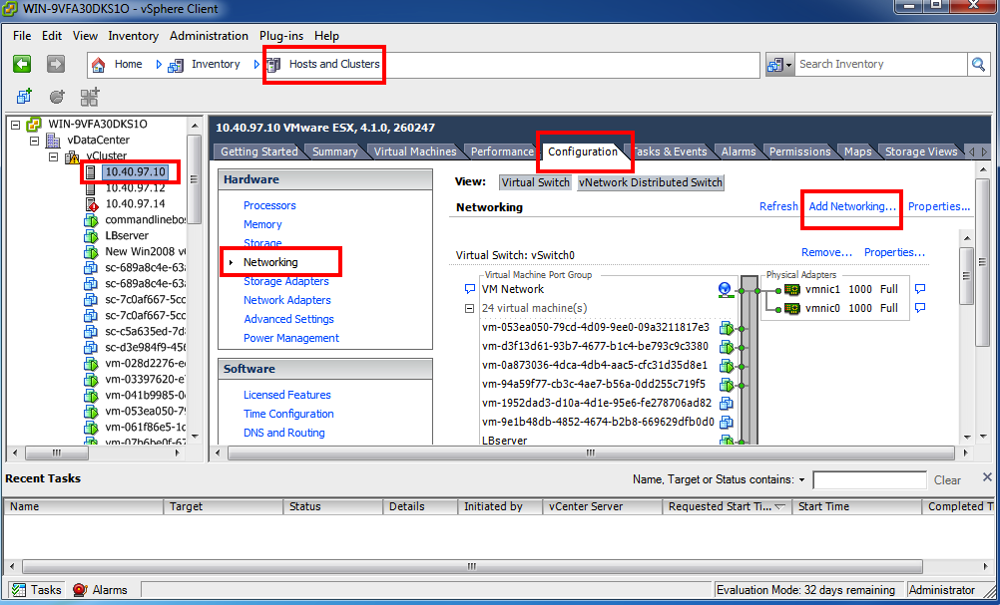 WIN-9VFA30DKS1O - vSphere Client
File Edit View Inventory Administration Plug-ins Help
Home Inventory Hosts and Clusters Search Inventory
WIN-9VFA30DKS1O
vDataCenter
vCluster
10.40.97.10
10.40.97.12
10.40.97.14
commandlinebo
LBserver
New Win2008 v
sc-689a8c4e-63
sc-689a8c4e-63
sc-7c0af667-5cc
sc-7c0af667-5cc
sc-7c0af667-5cc
sc-c5a635ed-7d
sc-d3e984f9-456
vm-028d2276-e
vm-03397620-e
vm-041b9985-0
vm-053ea050-79
vm-061f86e5-1c
vm-07b6be0f-67
10.40.97.10 VMware ESX, 4.1.0, 260247
Getting Started Summary Virtual Machines Performance Configuration Tasks & Events Alarms Permissions Maps Storage Views
Hardware
Processors
Memory
Storage
Networking
Storage Adapters
Network Adapters
Advanced Settings
Power Management
Software
Licensed Features
Time Configuration
DNS and Routing
View: Virtual Switch vNetwork Distributed Switch
Networking Refresh Add Networking... Properties...
Virtual Switch: vSwitch0 Remove... Properties...
Virtual Machine Port Group Physical Adapters
VM Network vmnic1 1000 Full
24 virtual machine(s) vmnic0 1000 Full
vm-053ea050-79cd-4d09-9ee0-09a3211817e3
vm-d3f13d61-93b7-4677-b1c4-be793c9c3380
vm-0a873036-4dca-4db4-aac5-cfc31d35d8e1
vm-94a59f77-cb3c-4ae7-b56a-0dd255c719f5
vm-1952dad3-d10a-4d1e-95e6-fe278706ad82
vm-9e1b48db-4852-4674-b2b8-669629dfb0d0
LBserver
Recent Tasks Name, Target or Status contains: Clear
Name Target Status Details Initiated by vCenter Server Requested Start Ti... Start Time Completed T
Tasks Alarms Evaluation Mode: 32 days remaining Administrator